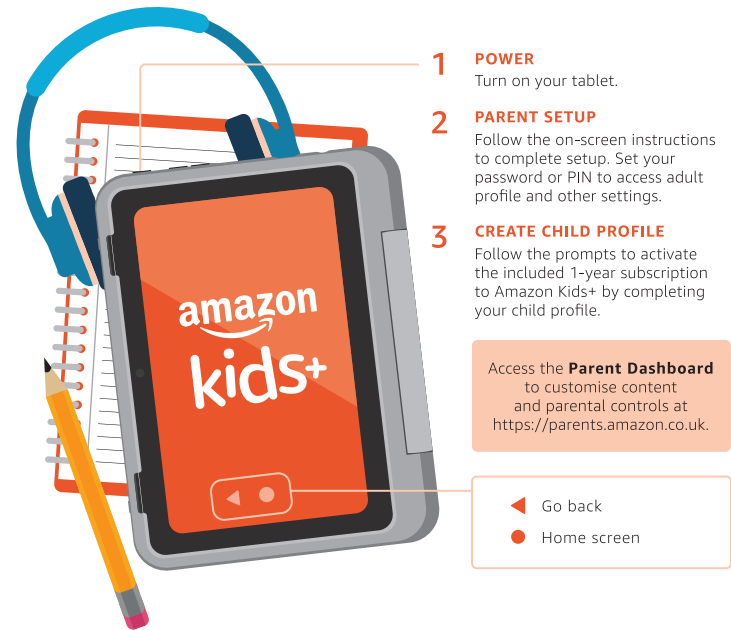 1 POWER
Turn on your tablet.
2 PARENT SETUP
Follow the on-screen instructions
to complete setup. Set your
password or PIN to access adult
profile and other settings.
3 CREATE CHILD PROFILE
Follow the prompts to activate
the included 1-year subscription
to Amazon Kids+ by completing
your child profile.
amazon
kids+
Access the Parent Dashboard
to customise content
and parental controls at
https://parents.amazon.co.uk.
Go back
Home screen